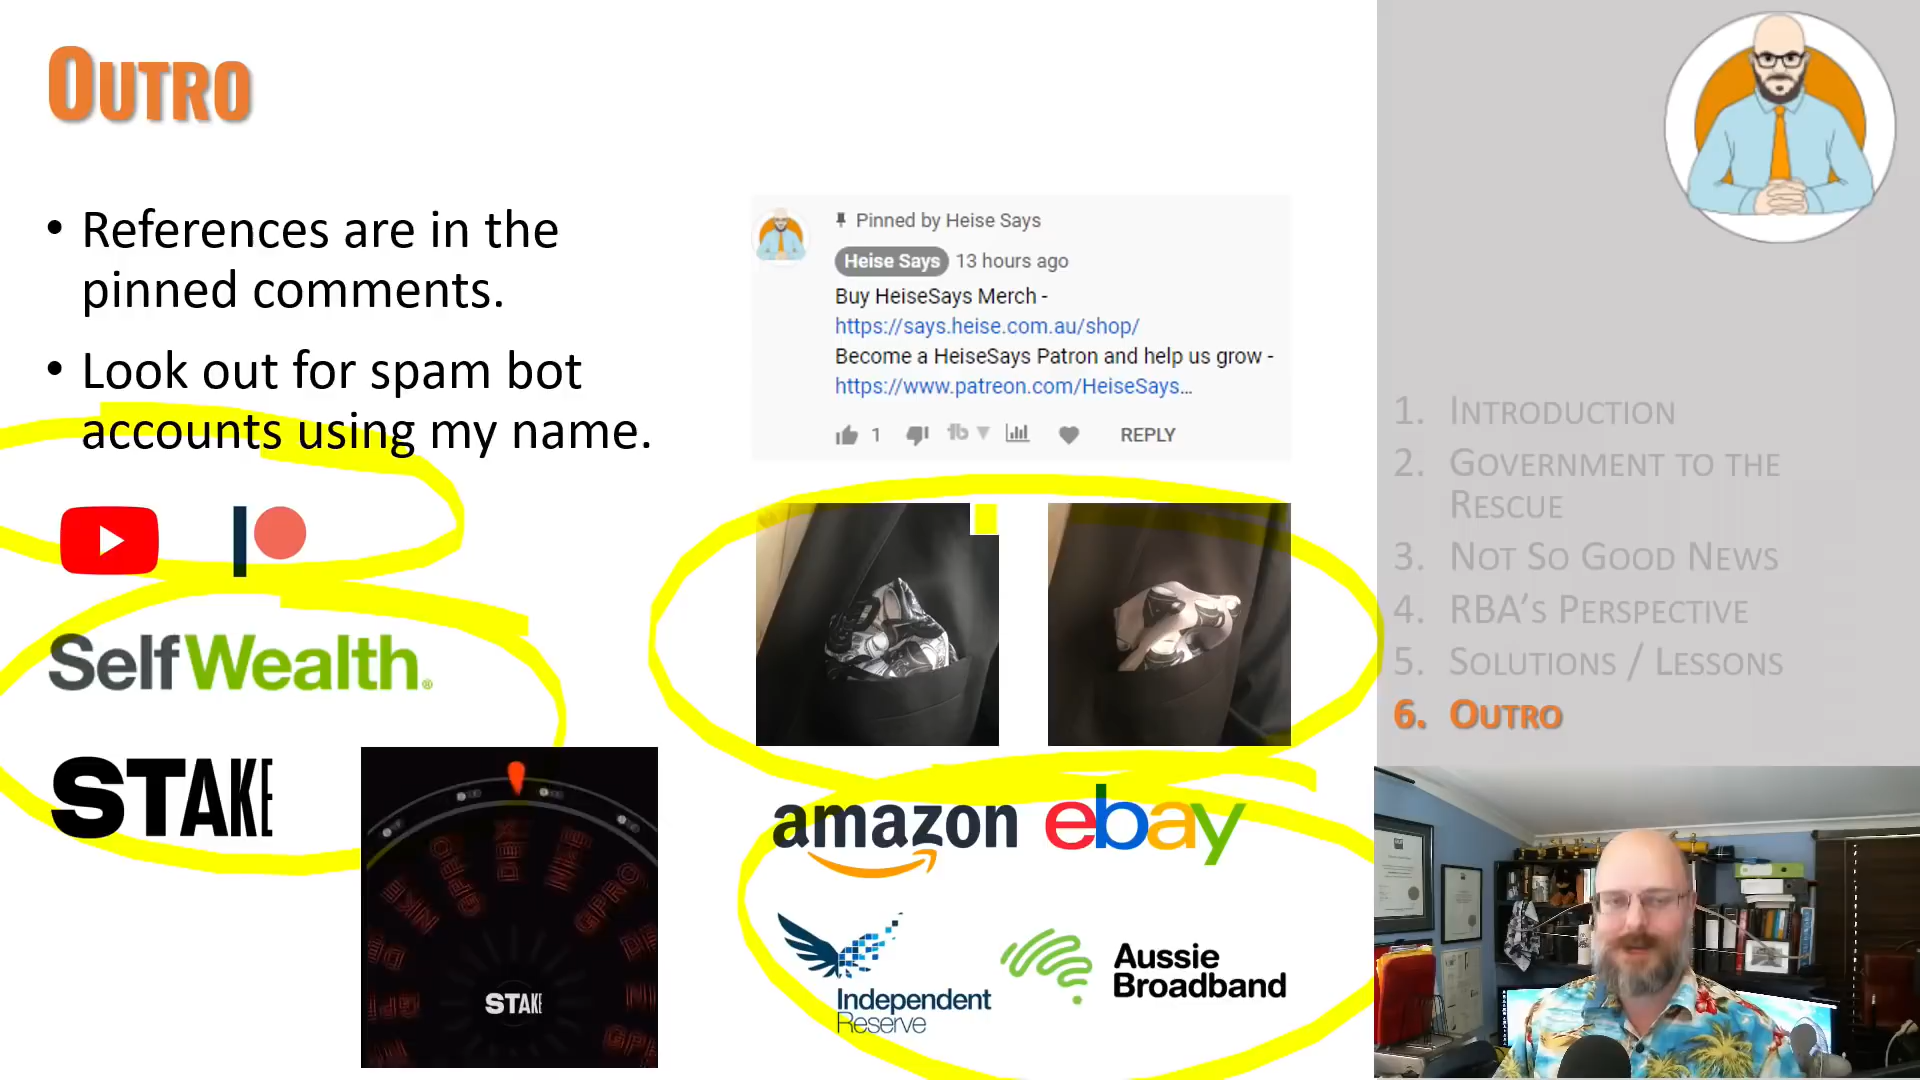 OUTRO
• References are in the
pinned comments.
• Look out for spam bot
accounts using my name.
SelfWealth®
STAKE
GPRO
NKE
GPRO
STAKE
Pinned by Heise Says
Heise Says 13 hours ago
Buy HeiseSays Merch -
https://says.heise.com.au/shop/
Become a HeiseSays Patron and help us grow -
https://www.patreon.com/HeiseSays...
1 REPLY
amazon ebay
Independent
Reserve
Aussie
Broadband
1. INTRODUCTION
2. GOVERNMENT TO THE
RESCUE
3. NOT SO GOOD NEWS
4. RBA'S PERSPECTIVE
5. SOLUTIONS / LESSONS
6. OUTRO